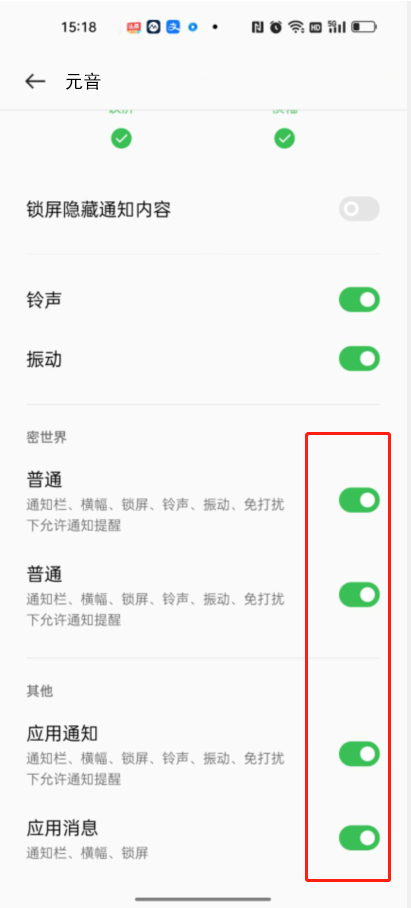 15:18
HD 5G
元音
锁屏隐藏通知内容
铃声
振动
密世界
普通
通知栏、横幅、锁屏、铃声、振动、免打扰
下允许通知提醒
普通
通知栏、横幅、锁屏、铃声、振动、免打扰
下允许通知提醒
其他
应用通知
通知栏、横幅、锁屏、铃声、振动、免打扰
下允许通知提醒
应用消息
通知栏、横幅、锁屏